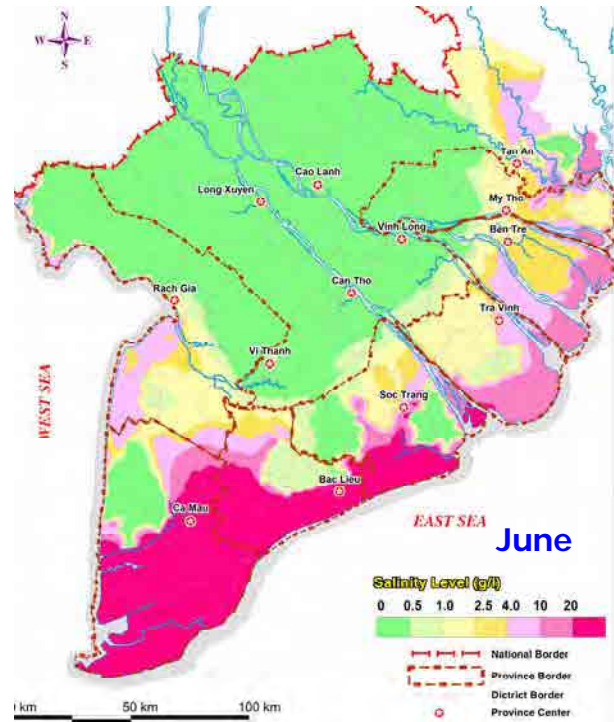 N
W E
S
Tan An
Cao Lanh
Long Xuyen
My Tho
Ben Tre
Vinh Long
Can Tho
Rach Gia
Tra Vinh
Vi Thanh
Soc Trang
WEST SEA
Bac Lieu
Ca Mau
EAST SEA
June
Salinity Level (g/l)
0 0.5 1.0 2.5 4.0 10 20
National Border
Province Border
District Border
Province Center
0 km 50 km 100 km